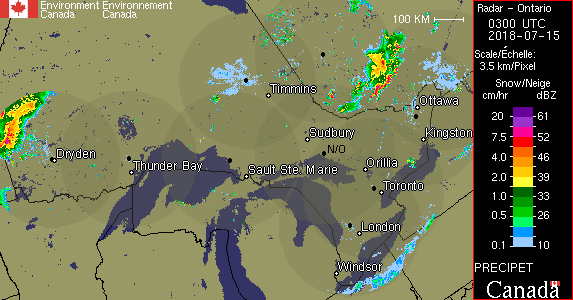 Environment Environnement
Canada Canada
100 KM
Timmins
Ottawa
Sudbury
Kingston
N/O
Dryden
Thunder Bay
Sault Ste. Marie
Orillia
Toronto
London
Windsor
Radar - Ontario
0300 UTC
2018-07-15
Scale/Échelle:
3.5 km/Pixel
Snow/Neige
cm/hr dBZ
20 61
7.5 52
4.0 46
2.0 39
1.0 33
0.5 26
0.1 10
PRECIPET
Canada